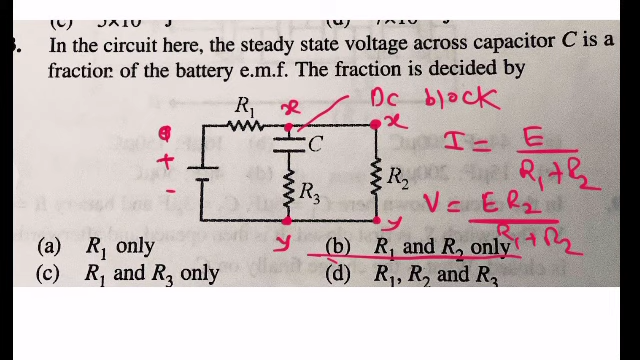 In the circuit here, the steady state voltage across capacitor C is a
fraction of the battery e.m.f. The fraction is decided by
R₁ x DC block
C x I = E / R₁+R₂
+
- R₃ R₂ V = E R₂ / R₁+R₂
y y
(a) R₁ only (b) R₁ and R₂ only
(c) R₁ and R₃ only (d) R₁, R₂ and R₃